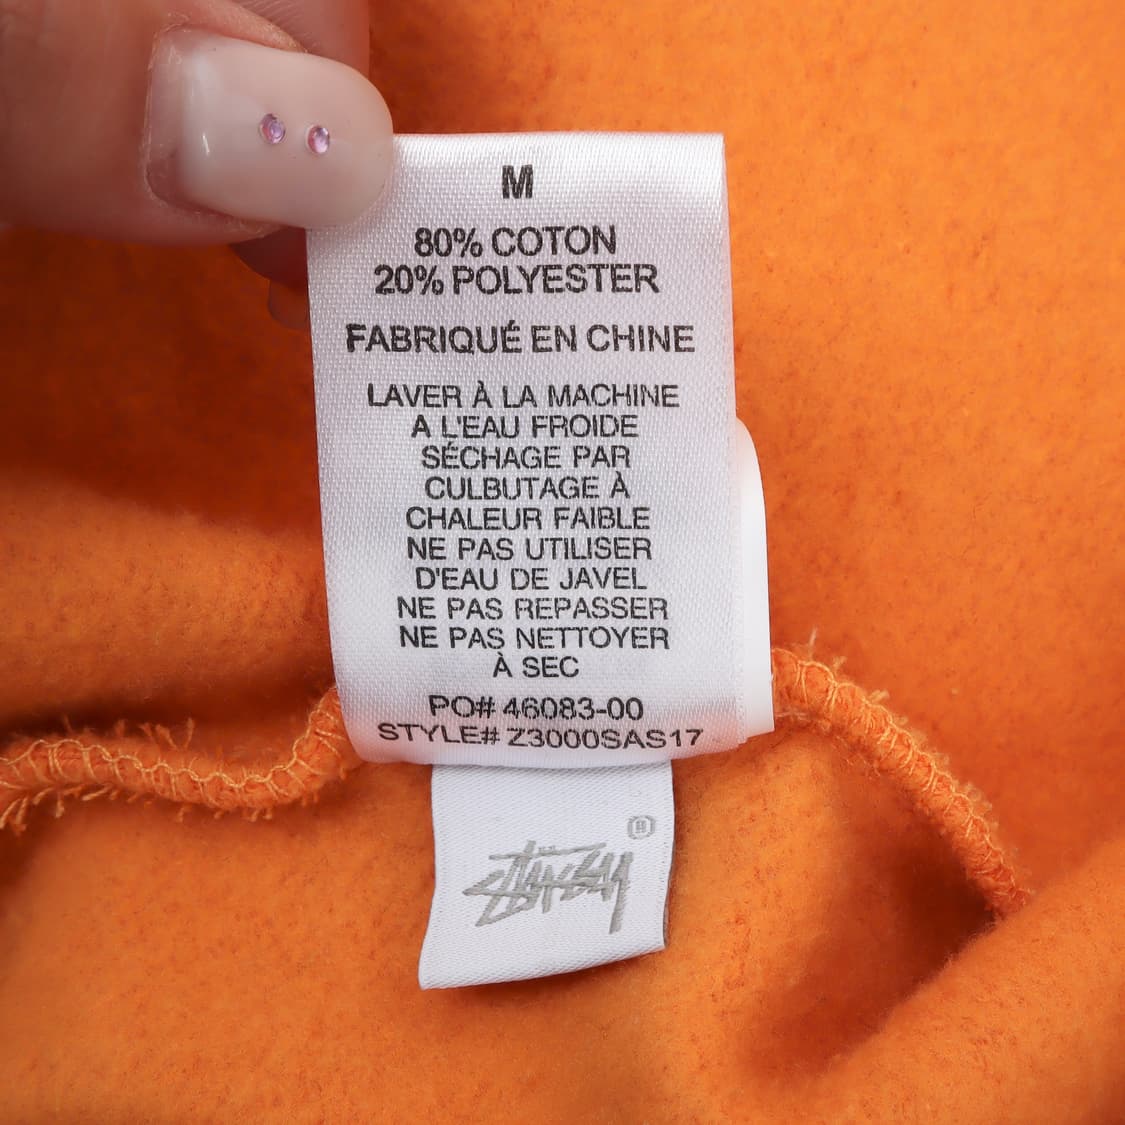 M
80% COTON
20% POLYESTER
FABRIQUÉ EN CHINE
LAVER À LA MACHINE
A L'EAU FROIDE
SÉCHAGE PAR
CULBUTAGE À
CHALEUR FAIBLE
NE PAS UTILISER
D'EAU DE JAVEL
NE PAS REPASSER
NE PAS NETTOYER
À SEC
PO# 46083-00
STYLE# Z3000SAS17
®
STÜSSY